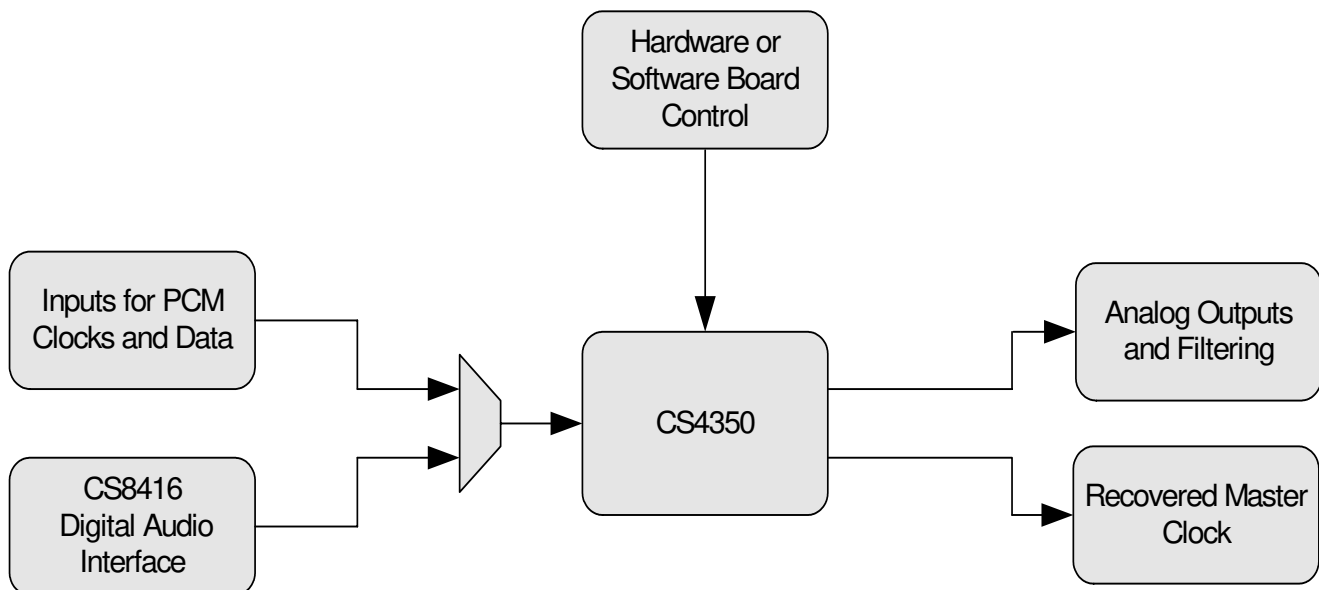 Hardware or
Software Board
Control
Inputs for PCM
Clocks and Data
CS8416
Digital Audio
Interface
CS4350
Analog Outputs
and Filtering
Recovered Master
Clock